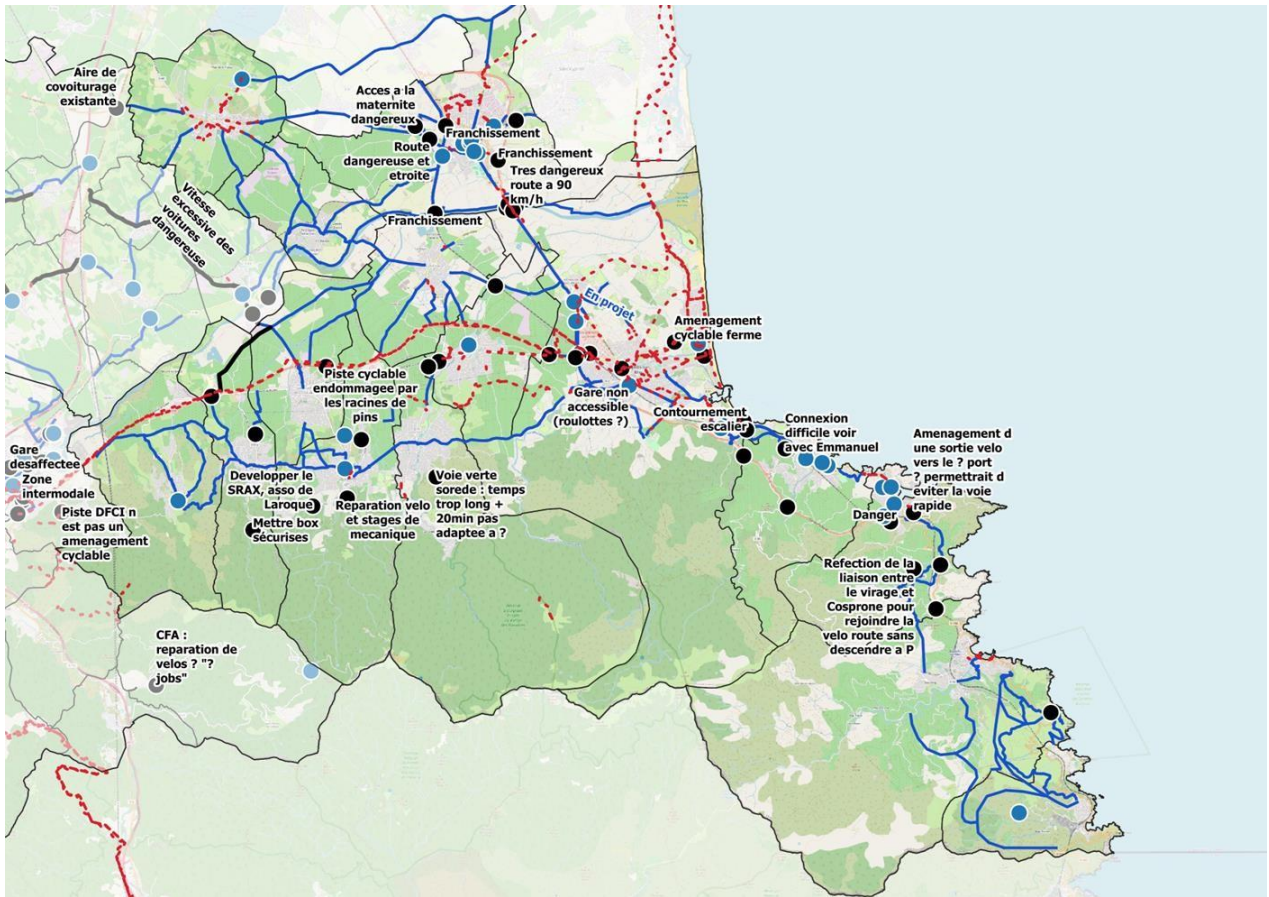 Aire de
covoiturage
existante
Acces a la
maternite
dangereux
Franchissement
Route
dangereuse et
etroite
Franchissement
Tres dangereux
route a 90
km/h
Vitesse
excessive des
voitures
dangereuse
Franchissement
En projet
Amenagement
cyclable ferme
Piste cyclable
endommagee par
les racines de
pins
Gare non
accessible
(roulottes ?)
Contournement
escalier
Connexion
difficile voir
avec Emmanuel
Amenagement d
une sortie velo
vers le ? port
? permettrait d
eviter la voie
rapide
Danger
Gare
desaffectee
Zone
intermodale
Piste DFCI n
est pas un
amenagement
cyclable
Developper le
SRAX, asso de
Laroque
Mettre box
sécurises
Reparation velo
et stages de
mecanique
Voie verte
sorede : temps
trop long +
20min pas
adaptee a ?
Refection de la
liaison entre
le virage et
Cosprone pour
rejoindre la
velo route sans
descendre a P
CFA :
reparation de
velos ? "?
jobs"